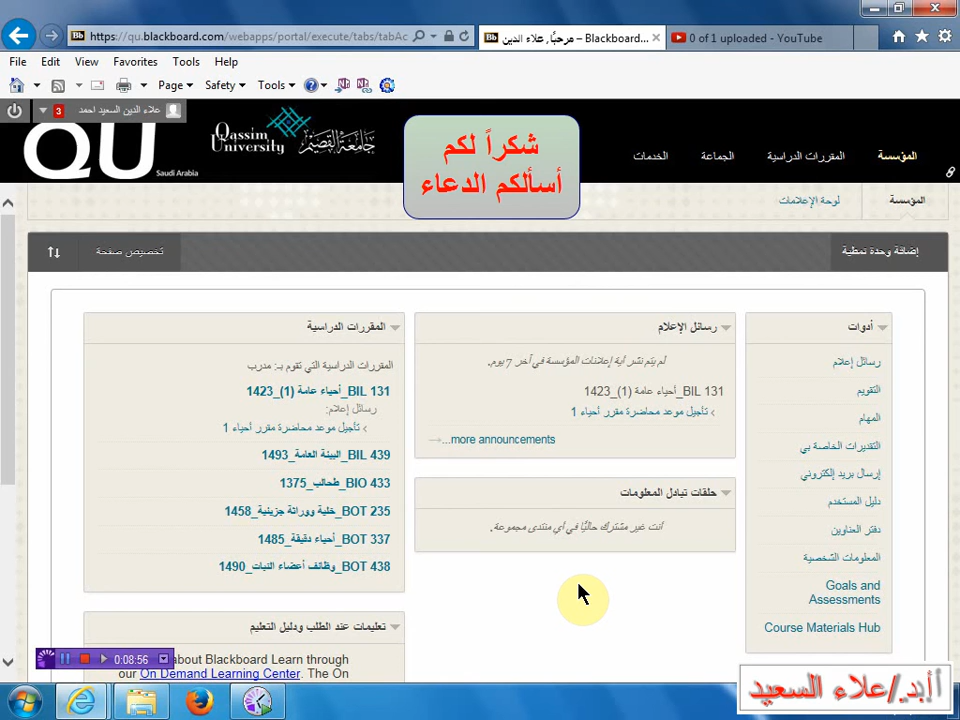 https://qu.blackboard.com/webapps/portal/execute/tabs/tabAc
مرحبًا, علاء الدين – Blackboard...
0 of 1 uploaded - YouTube
File Edit View Favorites Tools Help
Page Safety Tools
علاء الدين السعيد احمد 3
QU
Saudi Arabia
Qassim University
جامعة القصيم
شكراً لكم
أسألكم الدعاء
المؤسسة المقررات الدراسية الجماعة الخدمات
المؤسسة لوحة الإعلامات
إضافة وحدة نمطية
تخصيص صفحة
أدوات
رسائل إعلام
التقويم
المهام
التقديرات الخاصة بي
إرسال بريد إلكتروني
دليل المستخدم
دفتر العناوين
المعلومات الشخصية
Goals and
Assessments
Course Materials Hub
رسائل الإعلام
لم يتم نشر أية إعلانات المؤسسة في آخر 7 يوم.
BIL 131_أحياء عامة (1)_1423
تأجيل موعد محاضرة مقرر أحياء 1
more announcements...
حلقات تبادل المعلومات
أنت غير مشترك حاليًا في أي منتدى مجموعة.
المقررات الدراسية
المقررات الدراسية التي تقوم بـ: مدرب
BIL 131_أحياء عامة (1)_1423
رسائل إعلام:
تأجيل موعد محاضرة مقرر أحياء 1
BIL 439_البيئة العامة_1493
BIO 433_طحالب_1375
BOT 235_خلية ووراثة جزيئية_1458
BOT 337_أحياء دقيقة_1485
BOT 438_وظائف أعضاء النبات_1490
تعليمات عند الطلب ودليل التعليم
about Blackboard Learn through
our On Demand Learning Center. The On
0:08:56
أ.د/علاء السعيد